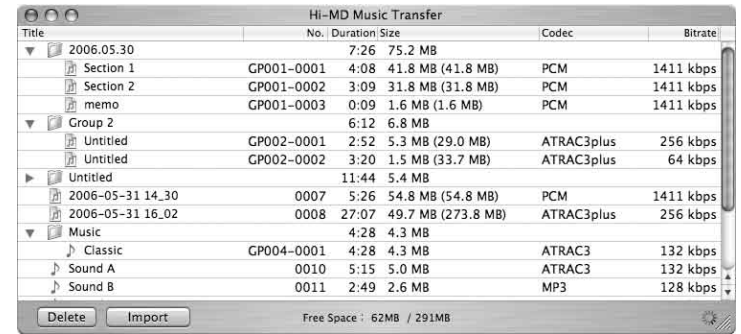 Hi-MD Music Transfer
Title No. Duration Size Codec Bitrate
2006.05.30 7:26 75.2 MB
Section 1 GP001-0001 4:08 41.8 MB (41.8 MB) PCM 1411 kbps
Section 2 GP001-0002 3:09 31.8 MB (31.8 MB) PCM 1411 kbps
memo GP001-0003 0:09 1.6 MB (1.6 MB) PCM 1411 kbps
Group 2 6:12 6.8 MB
Untitled GP002-0001 2:52 5.3 MB (29.0 MB) ATRAC3plus 256 kbps
Untitled GP002-0002 3:20 1.5 MB (33.7 MB) ATRAC3plus 64 kbps
Untitled 11:44 5.4 MB
2006-05-31 14_30 0007 5:26 54.8 MB (54.8 MB) PCM 1411 kbps
2006-05-31 16_02 0008 27:07 49.7 MB (273.8 MB) ATRAC3plus 256 kbps
Music 4:28 4.3 MB
Classic GP004-0001 4:28 4.3 MB ATRAC3 132 kbps
Sound A 0010 5:15 5.0 MB ATRAC3 132 kbps
Sound B 0011 2:49 2.6 MB MP3 128 kbps
Delete Import Free Space : 62MB / 291MB